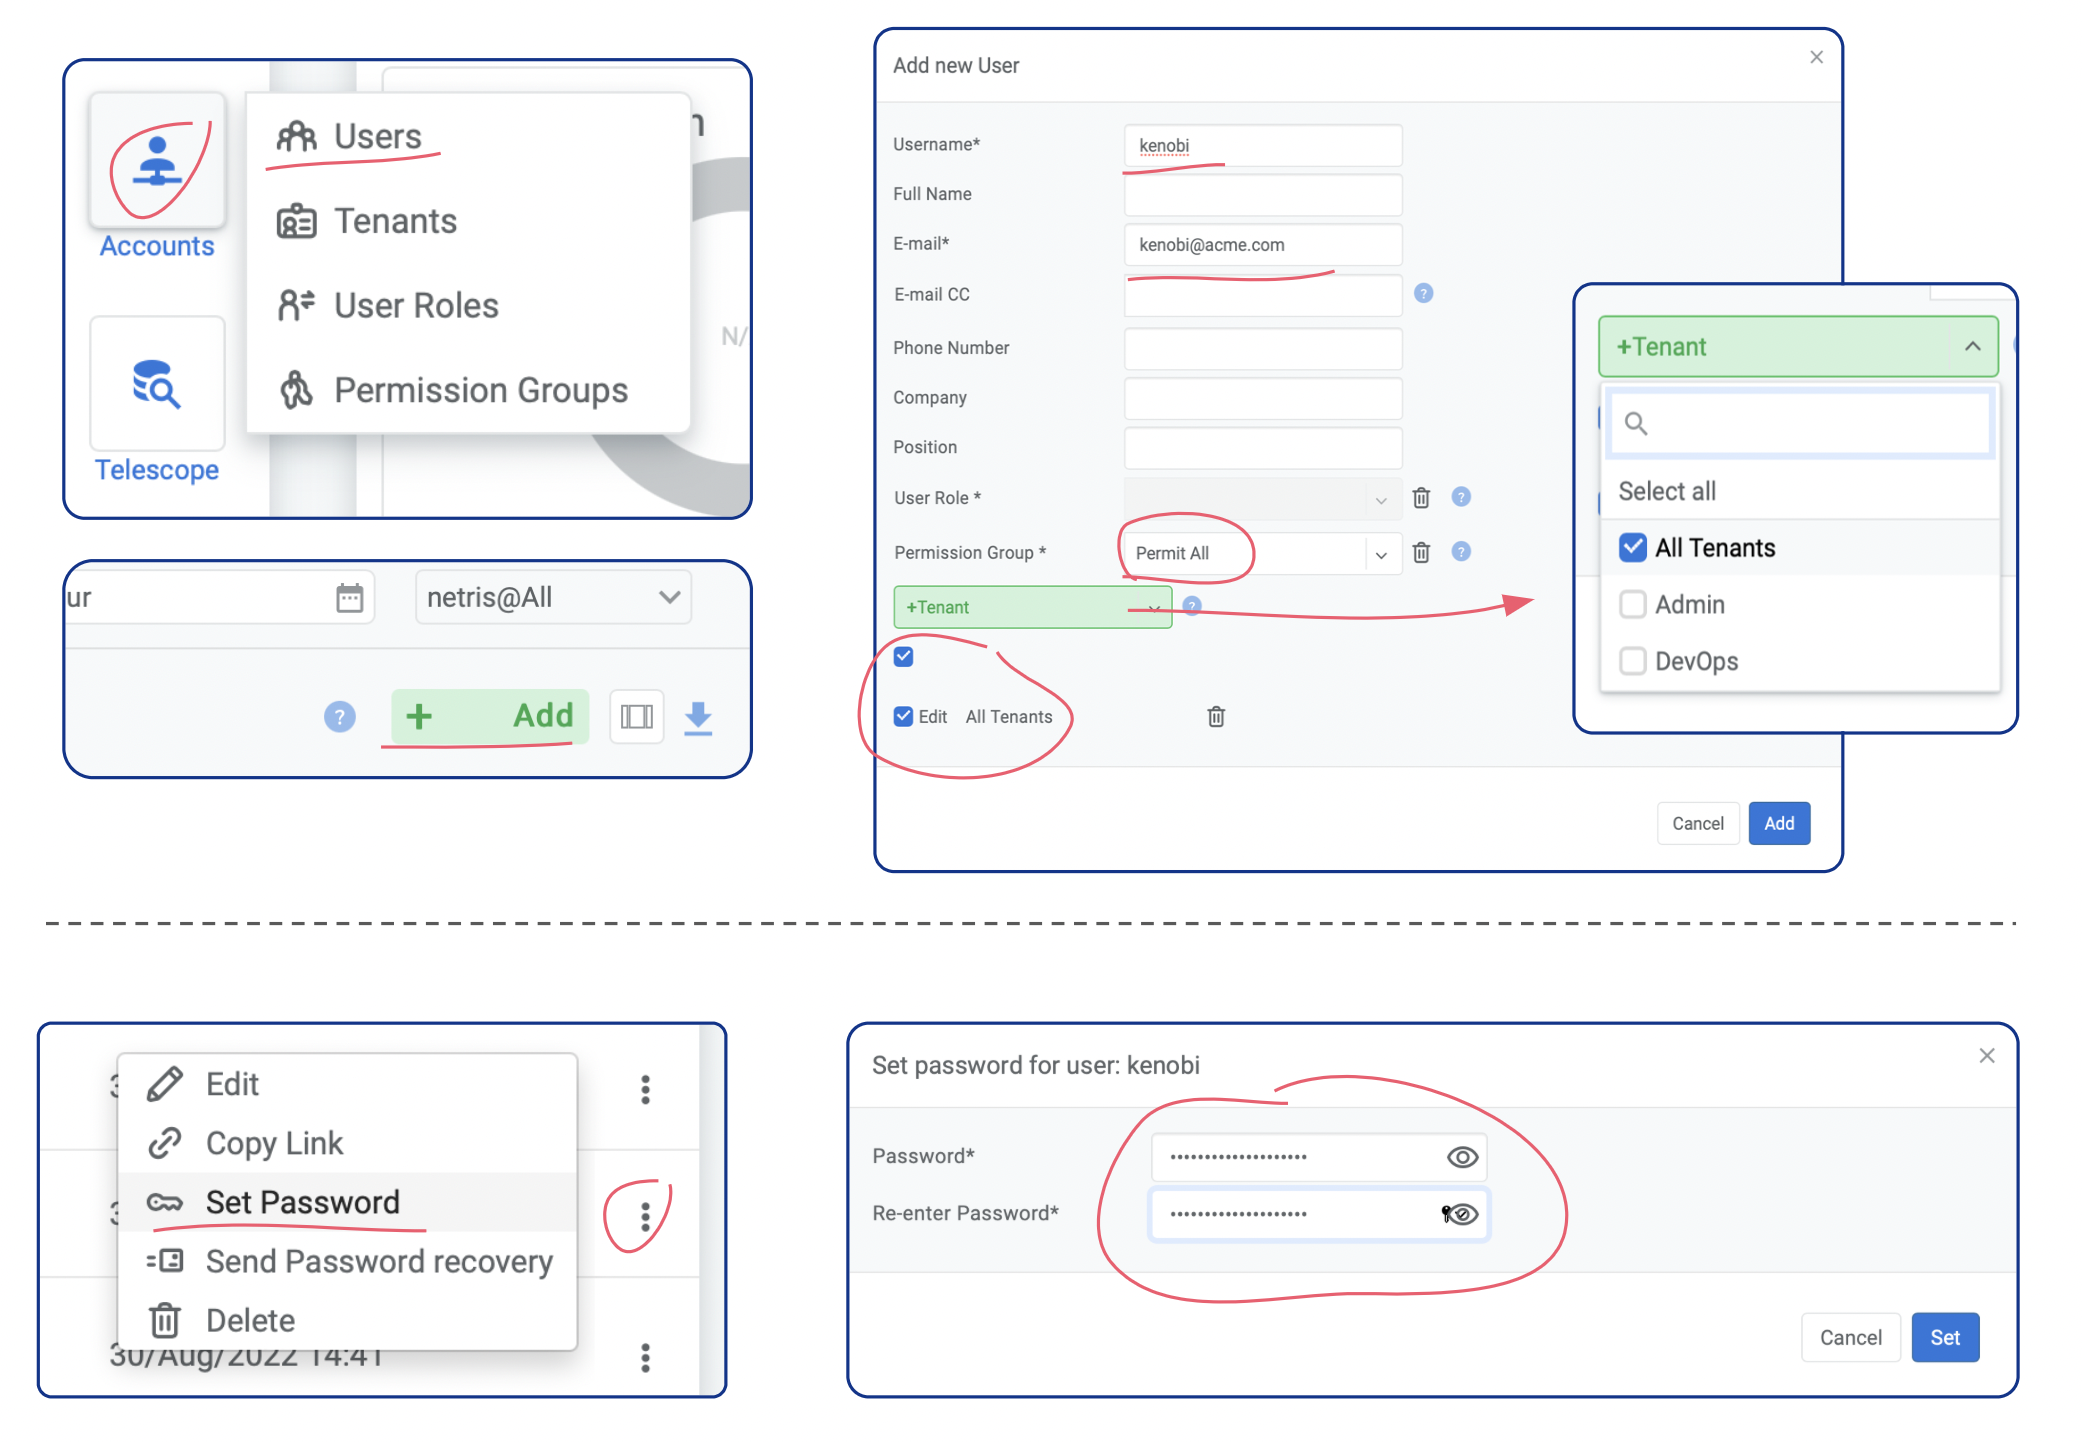 Users
Tenants
User Roles
Permission Groups
Accounts
Telescope
N/
ur
netris@All
?
+ Add
Add new User
Username*
kenobi
Full Name
E-mail*
kenobi@acme.com
E-mail CC
?
Phone Number
Company
Position
User Role *
?
Permission Group *
Permit All
?
+Tenant
?
Edit All Tenants
Cancel
Add
+Tenant
Select all
All Tenants
Admin
DevOps
Edit
Copy Link
Set Password
Send Password recovery
Delete
30/Aug/2022 14:41
Set password for user: kenobi
Password*
Re-enter Password*
Cancel
Set